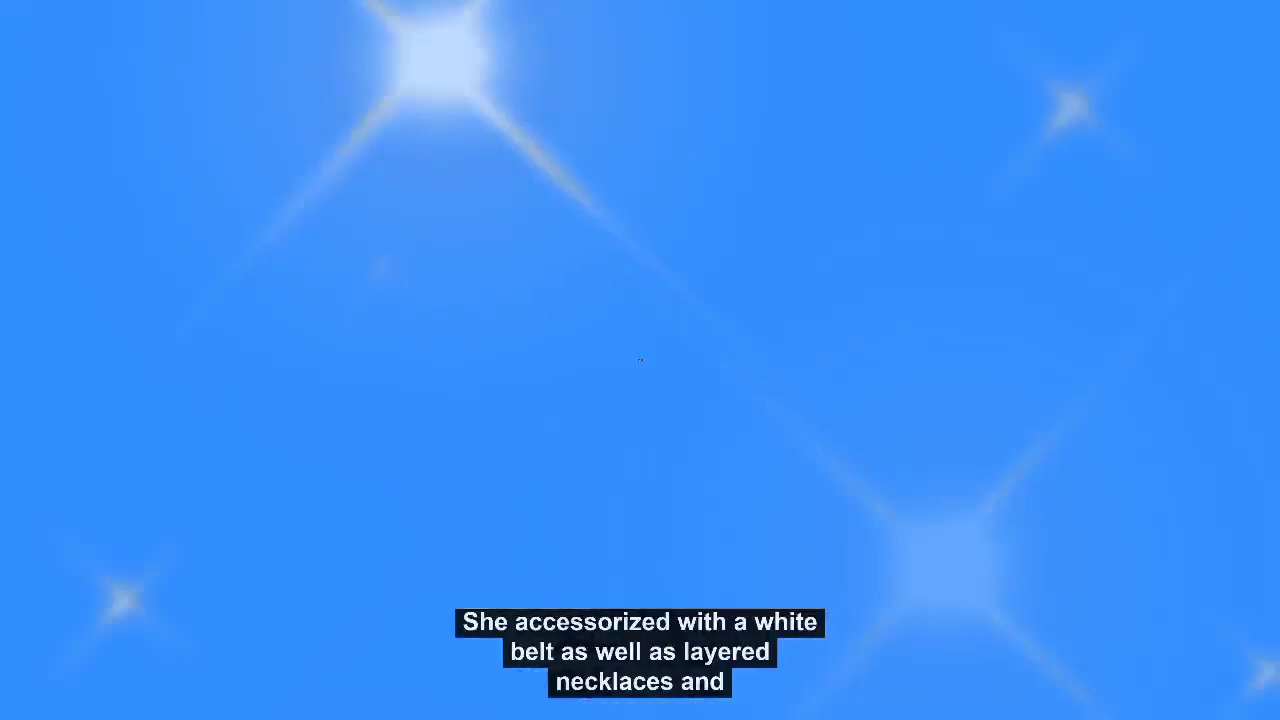 She accessorized with a white
belt as well as layered
necklaces and